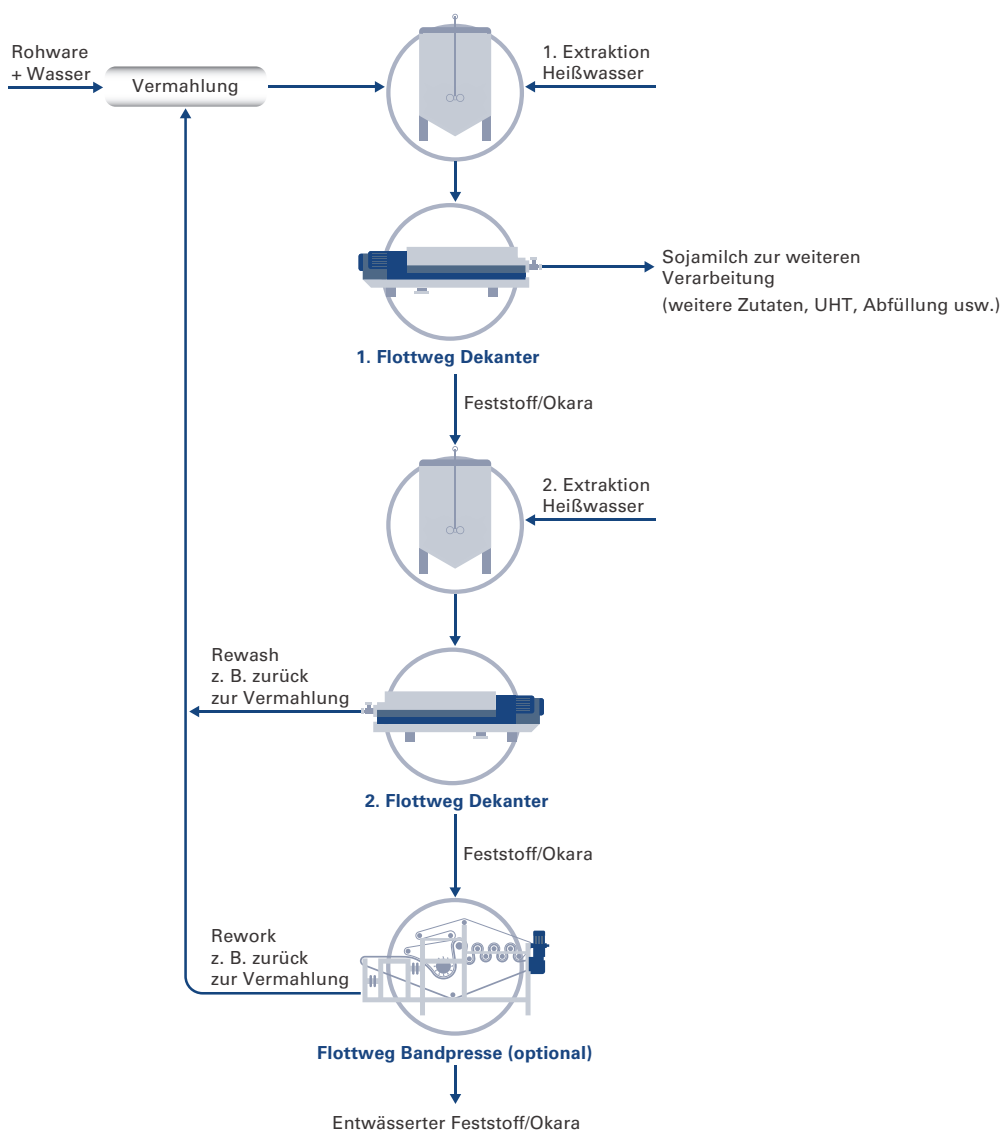 Rohware
+ Wasser
Vermahlung
1. Extraktion
Heißwasser
Sojamilch zur weiteren
Verarbeitung
(weitere Zutaten, UHT, Abfüllung usw.)
1. Flottweg Dekanter
Feststoff/Okara
2. Extraktion
Heißwasser
Rewash
z. B. zurück
zur Vermahlung
2. Flottweg Dekanter
Feststoff/Okara
Rework
z. B. zurück
zur Vermahlung
Flottweg Bandpresse (optional)
Entwässerter Feststoff/Okara